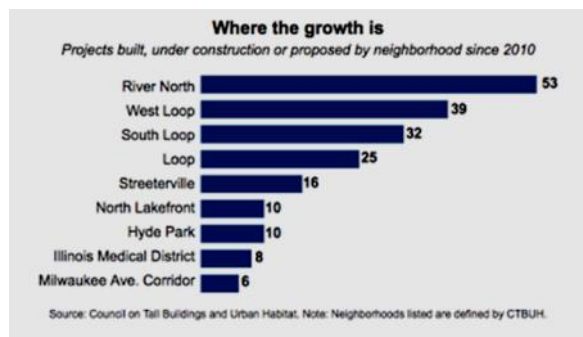 Where the growth is
Projects built, under construction or proposed by neighborhood since 2010
River North 53
West Loop 39
South Loop 32
Loop 25
Streeterville 16
North Lakefront 10
Hyde Park 10
Illinois Medical District 8
Milwaukee Ave. Corridor 6
Source: Council on Tall Buildings and Urban Habitat. Note: Neighborhoods listed are defined by CTBUH.